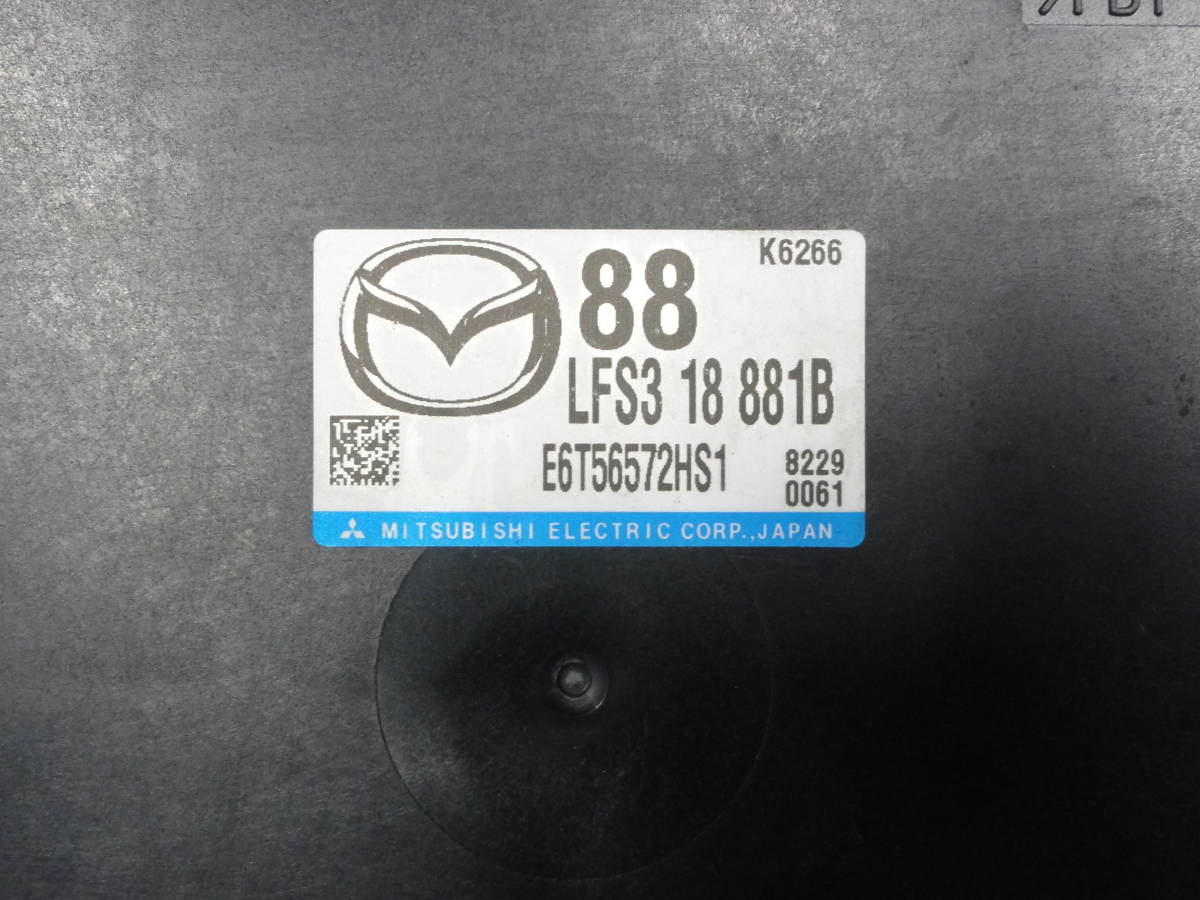 88
K6266
LFS3 18 881B
E6T56572HS1
8229
0061
MITSUBISHI ELECTRIC CORP.,JAPAN